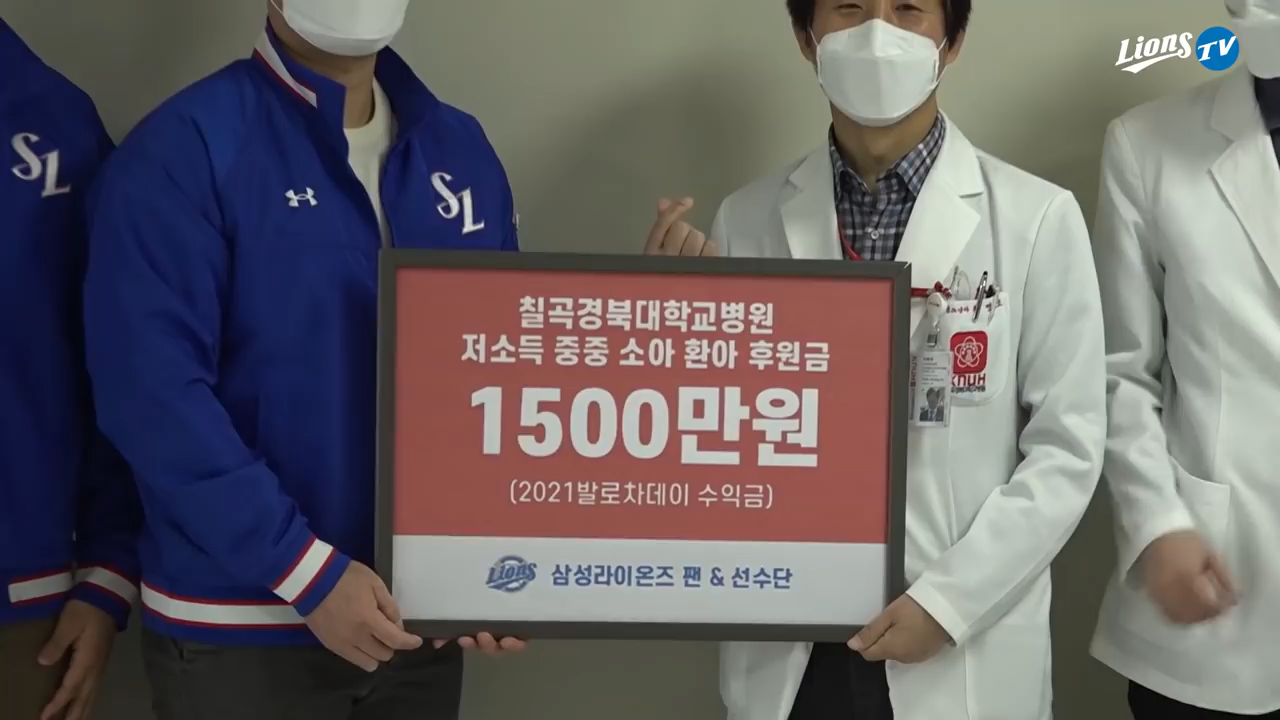 Lions TV
SL
SL
칠곡경북대학교병원
저소득 중중 소아 환아 후원금
1500만원
(2021발로차데이 수익금)
KNUH
Lions 삼성라이온즈 팬 & 선수단